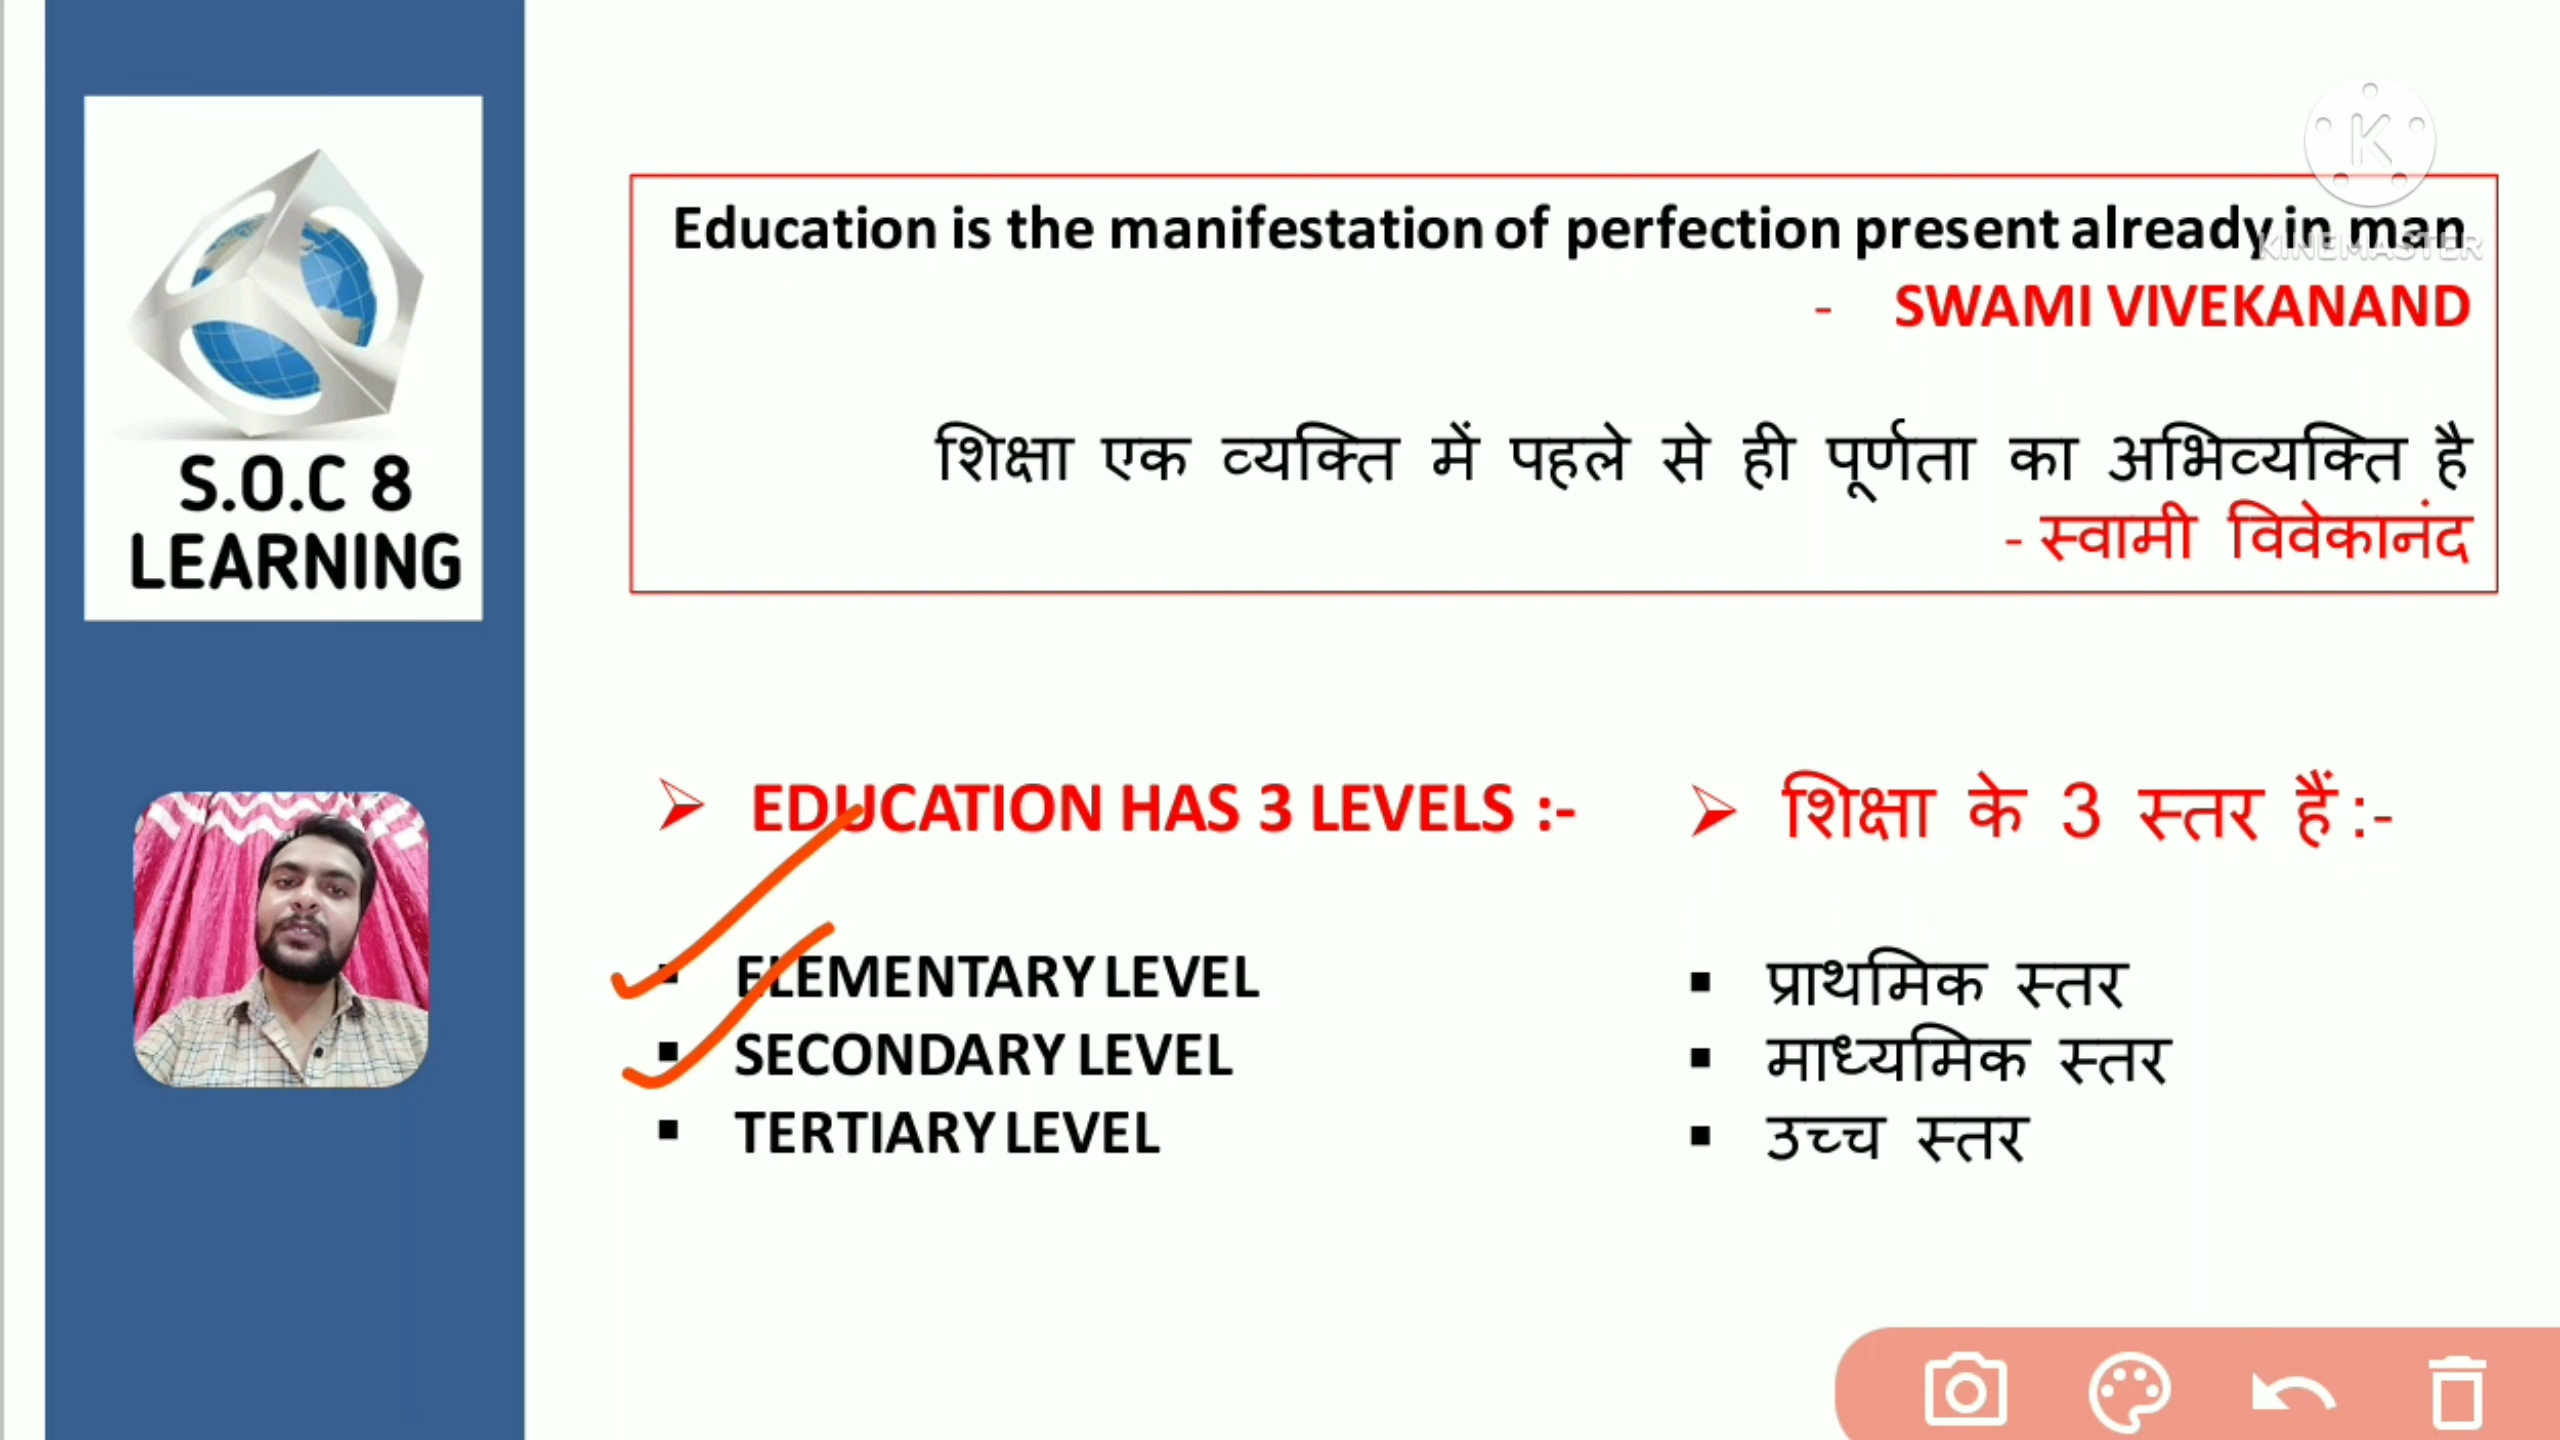 S.O.C 8
LEARNING
KINEMASTER
Education is the manifestation of perfection present already in man
- SWAMI VIVEKANAND
शिक्षा एक व्यक्ति में पहले से ही पूर्णता का अभिव्यक्ति है
- स्वामी विवेकानंद
EDUCATION HAS 3 LEVELS :-
ELEMENTARY LEVEL
SECONDARY LEVEL
TERTIARY LEVEL
शिक्षा के 3 स्तर हैं :-
प्राथमिक स्तर
माध्यमिक स्तर
उच्च स्तर